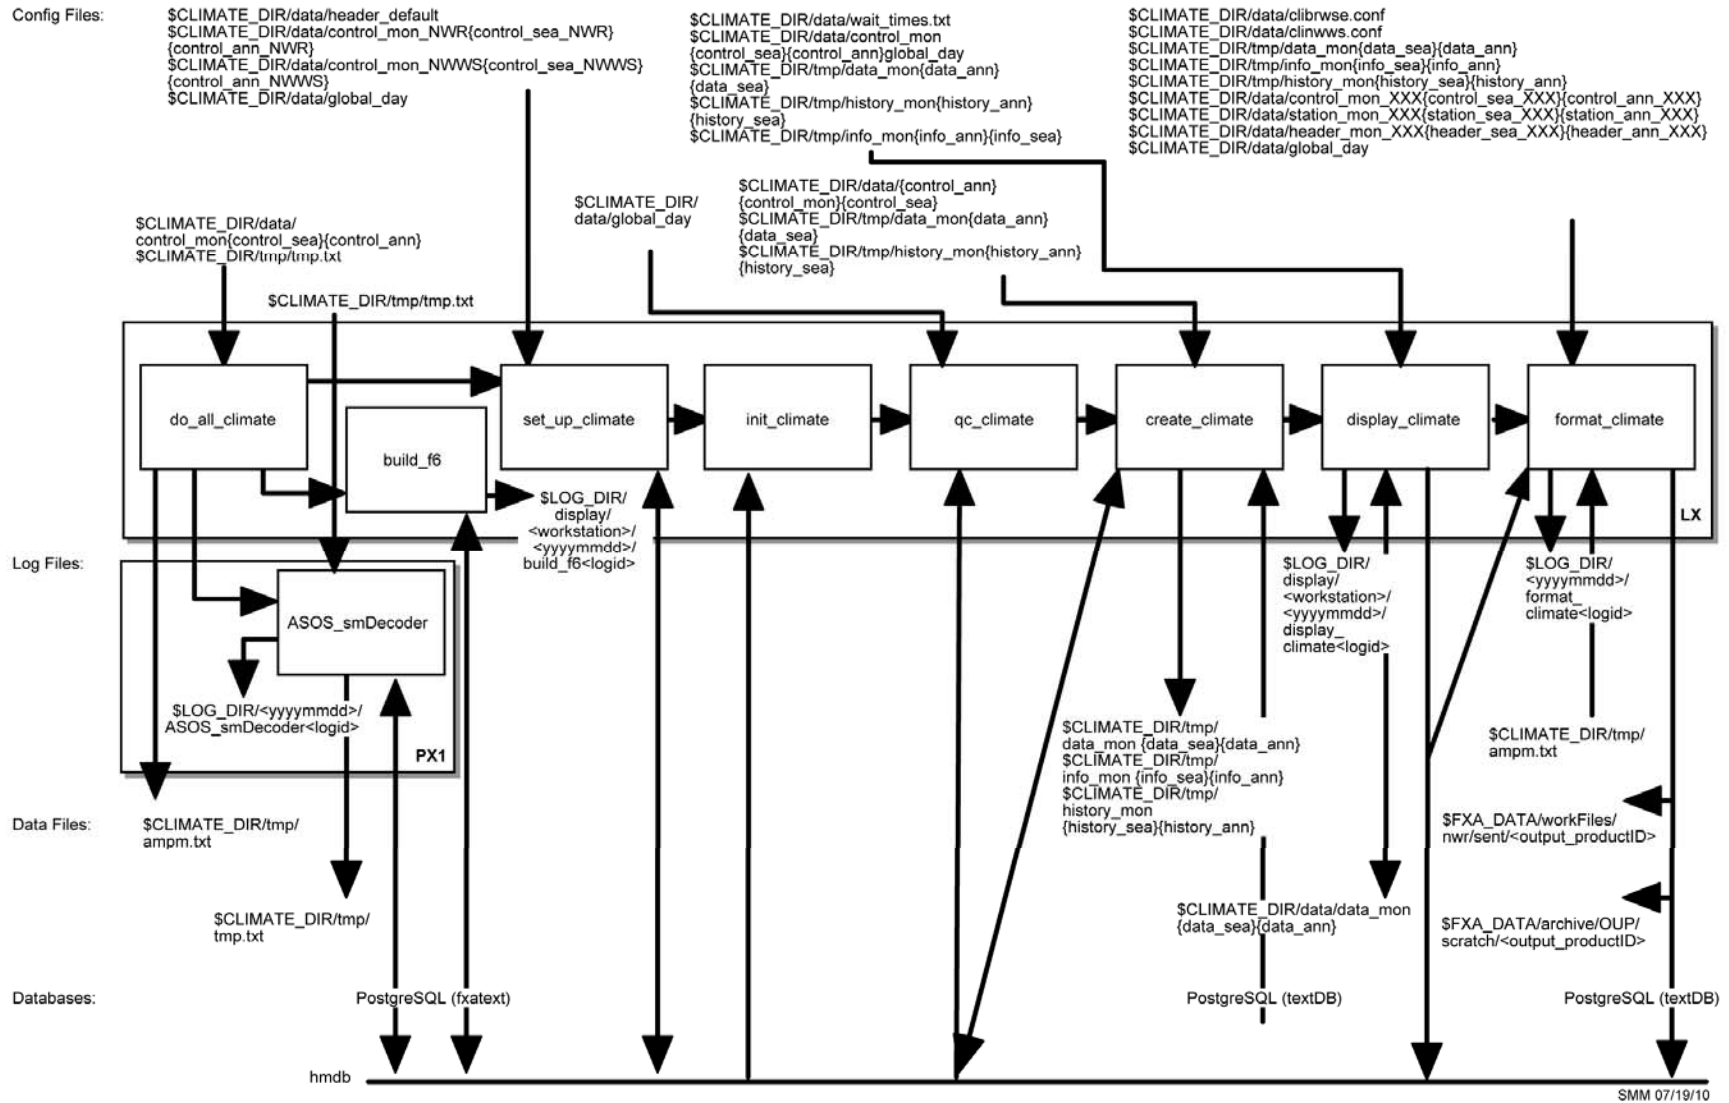 Config Files:
$CLIMATE_DIR/data/header_default
$CLIMATE_DIR/data/control_mon_NWR{control_sea_NWR}
{control_ann_NWR}
$CLIMATE_DIR/data/control_mon_NWWS{control_sea_NWWS}
{control_ann_NWWS}
$CLIMATE_DIR/data/global_day
$CLIMATE_DIR/data/wait_times.txt
$CLIMATE_DIR/data/control_mon
{control_sea}{control_ann}global_day
$CLIMATE_DIR/tmp/data_mon{data_ann}
{data_sea}
$CLIMATE_DIR/tmp/history_mon{history_ann}
{history_sea}
$CLIMATE_DIR/tmp/info_mon{info_ann}{info_sea}
$CLIMATE_DIR/data/clibrwse.conf
$CLIMATE_DIR/data/clinwws.conf
$CLIMATE_DIR/tmp/data_mon{data_sea}{data_ann}
$CLIMATE_DIR/tmp/info_mon{info_sea}{info_ann}
$CLIMATE_DIR/tmp/history_mon{history_sea}{history_ann}
$CLIMATE_DIR/data/control_mon_XXX{control_sea_XXX}{control_ann_XXX}
$CLIMATE_DIR/data/station_mon_XXX{station_sea_XXX}{station_ann_XXX}
$CLIMATE_DIR/data/header_mon_XXX{header_sea_XXX}{header_ann_XXX}
$CLIMATE_DIR/data/global_day
$CLIMATE_DIR/data/
control_mon{control_sea}{control_ann}
$CLIMATE_DIR/tmp/tmp.txt
$CLIMATE_DIR/tmp/tmp.txt
$CLIMATE_DIR/
data/global_day
$CLIMATE_DIR/data/{control_ann}
{control_mon}{control_sea}
$CLIMATE_DIR/tmp/data_mon{data_ann}
{data_sea}
$CLIMATE_DIR/tmp/history_mon{history_ann}
{history_sea}
do_all_climate
build_f6
set_up_climate
init_climate
qc_climate
create_climate
display_climate
format_climate
LX
$LOG_DIR/
display/
<workstation>/
<yyyymmdd>/
build_f6<logid>
Log Files:
ASOS_smDecoder
$LOG_DIR/<yyyymmdd>/
ASOS_smDecoder<logid>
PX1
$LOG_DIR/
display/
<workstation>/
<yyyymmdd>/
display_
climate<logid>
$LOG_DIR/
<yyyymmdd>/
format_
climate<logid>
$CLIMATE_DIR/tmp/
data_mon {data_sea}{data_ann}
$CLIMATE_DIR/tmp/
info_mon {info_sea}{info_ann}
$CLIMATE_DIR/tmp/
history_mon
{history_sea}{history_ann}
$CLIMATE_DIR/tmp/
ampm.txt
Data Files:
$CLIMATE_DIR/tmp/
ampm.txt
$FXA_DATA/workFiles/
nwr/sent/<output_productID>
$CLIMATE_DIR/tmp/
tmp.txt
$CLIMATE_DIR/data/data_mon
{data_sea}{data_ann}
$FXA_DATA/archive/OUP/
scratch/<output_productID>
Databases:
PostgreSQL (fxatext)
PostgreSQL (textDB)
PostgreSQL (textDB)
hmdb
SMM 07/19/10